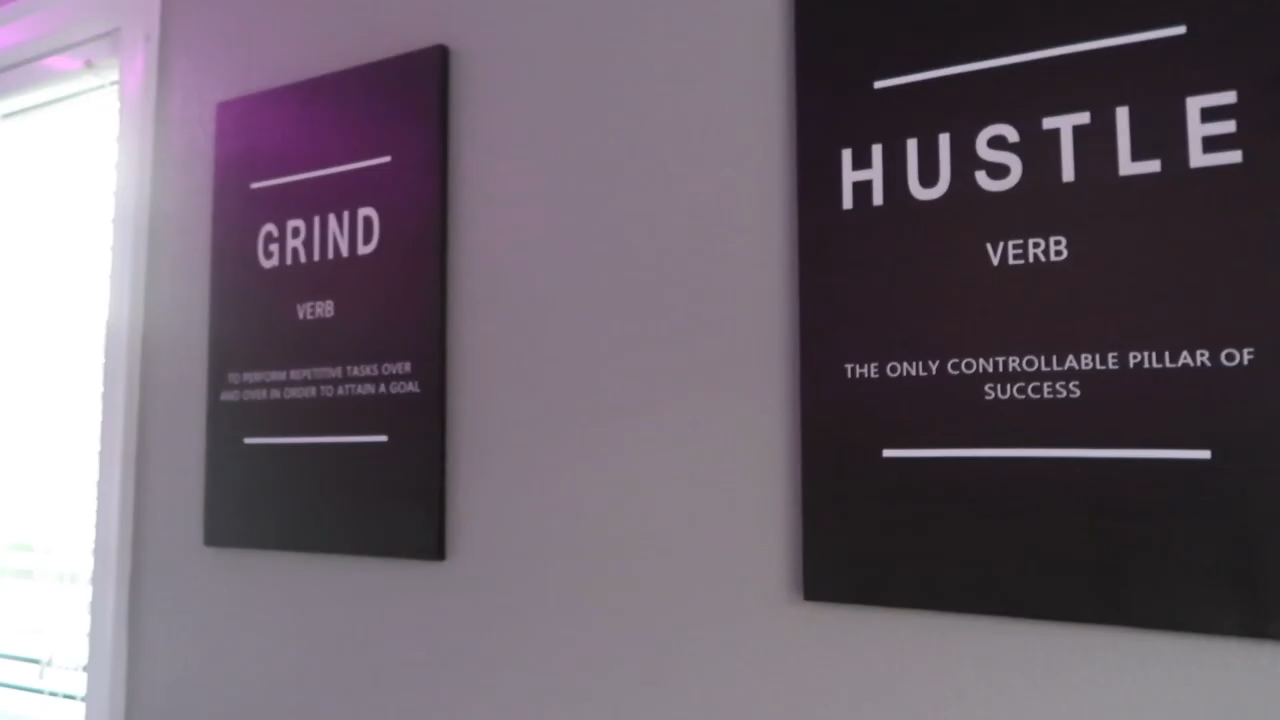 GRIND
VERB
TO PERFORM REPETITIVE TASKS OVER
AND OVER IN ORDER TO ATTAIN A GOAL
HUSTLE
VERB
THE ONLY CONTROLLABLE PILLAR OF
SUCCESS